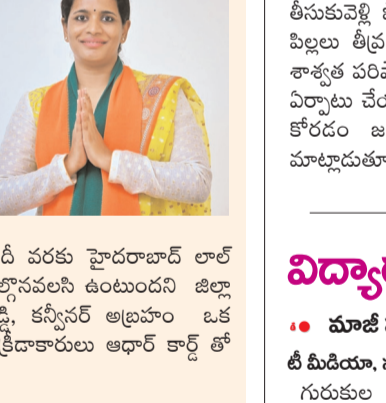 దీ వరకు హైదరాబాద్ లాల్
ల్గొనవలసి ఉంటుందని జిల్లా
డ్డి, కన్వీనర్ అబ్రహం ఒక
క్రీడాకారులు ఆధార్ కార్డ్ తో
తీసుకువెళ్లి
పిల్లలు తీవ్ర
శాశ్వత పరి
ఏర్పాటు చే
కోరడం జ
మాట్లాడుతూ
విద్యా
మాజీ
టీ మీడియా,
గురుకుల